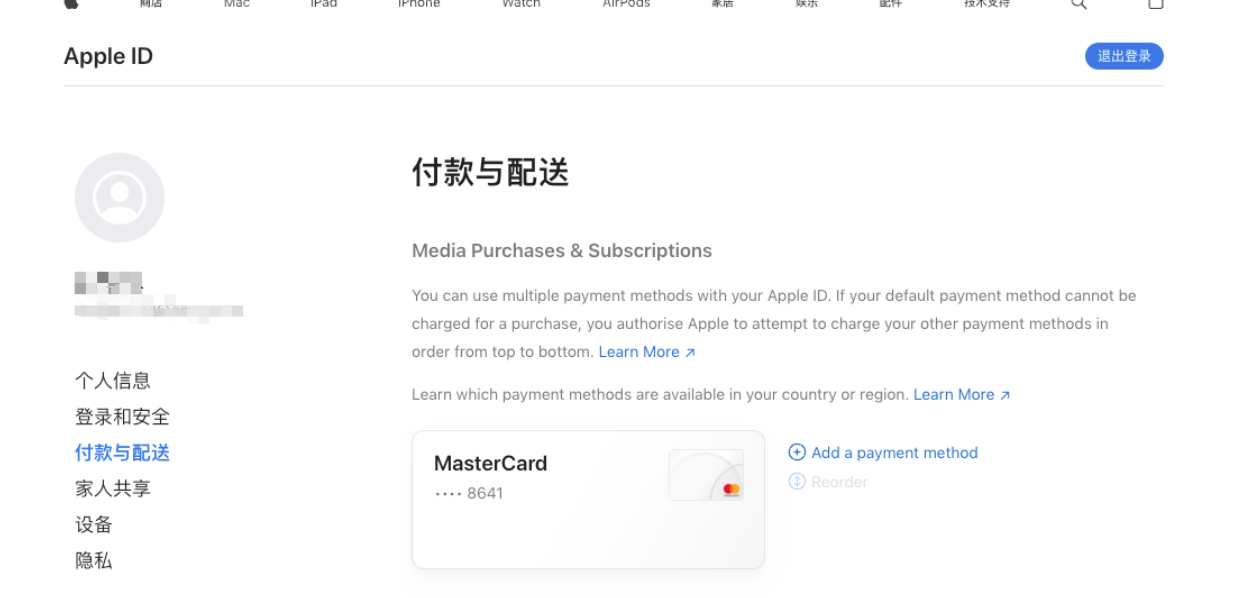 商店 Mac iPad iPhone Watch AirPods 家居 娱乐 配件 技术支持
Apple ID
退出登录
付款与配送
Media Purchases & Subscriptions
You can use multiple payment methods with your Apple ID. If your default payment method cannot be
charged for a purchase, you authorise Apple to attempt to charge your other payment methods in
order from top to bottom. Learn More ↗
Learn which payment methods are available in your country or region. Learn More ↗
个人信息
登录和安全
付款与配送
家人共享
设备
隐私
MasterCard
•••• 8641
Add a payment method
Reorder